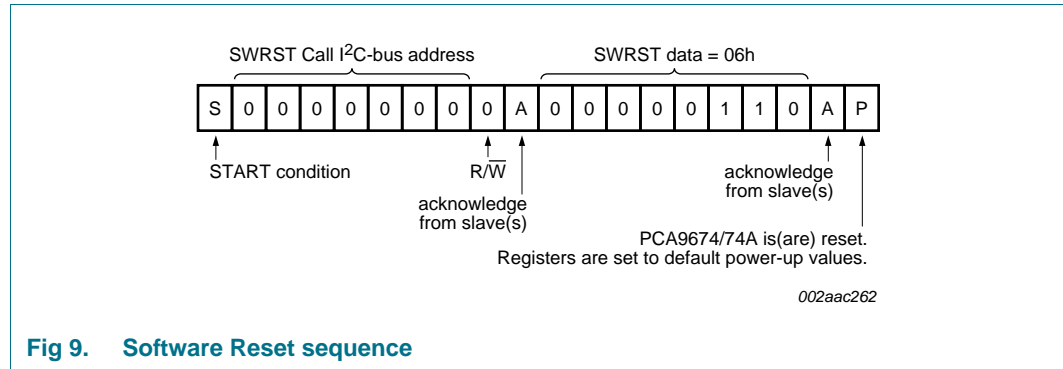 SWRST Call I2C-bus address SWRST data = 06h
S 0 0 0 0 0 0 0 0 A 0 0 0 0 0 1 1 0 A P
START condition R/W acknowledge
acknowledge from slave(s)
from slave(s)
PCA9674/74A is(are) reset.
Registers are set to default power-up values.
002aac262
Fig 9. Software Reset sequence